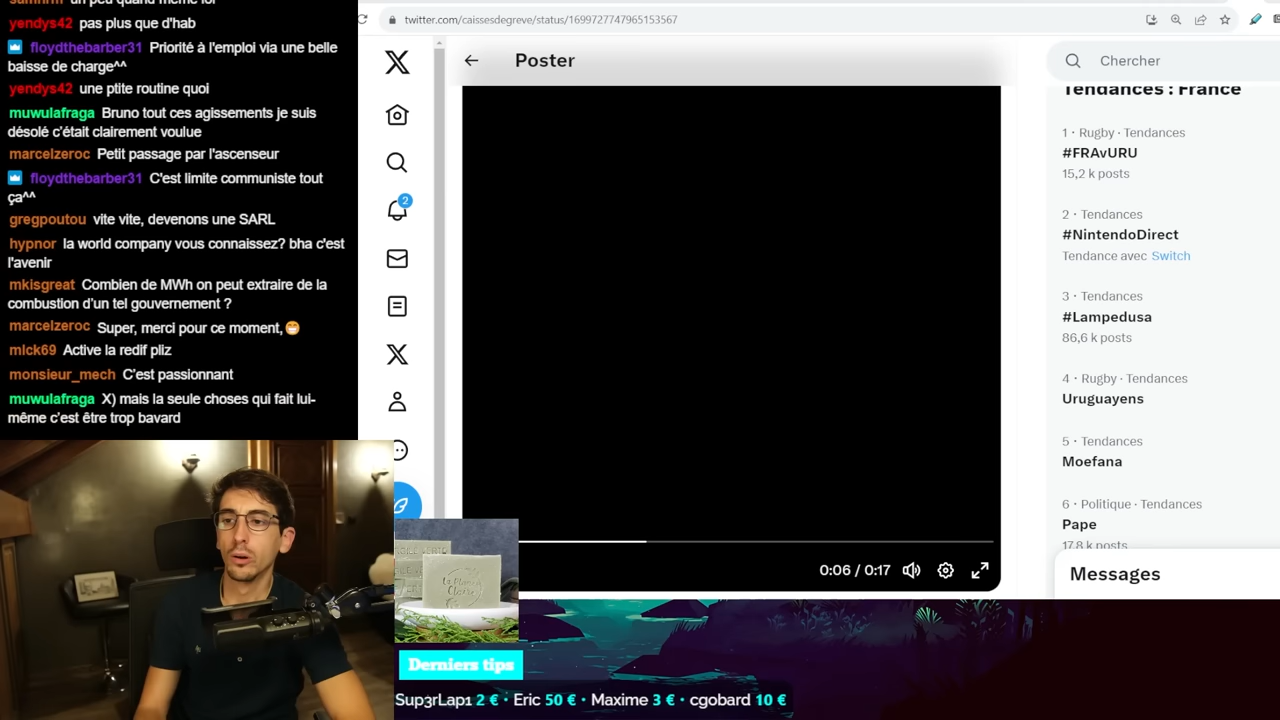 yendys42 pas plus que d'hab
floydthebarber31 Priorité à l'emploi via une belle
baisse de charge^^
yendys42 une ptite routine quoi
muwulafraga Bruno tout ces agissements je suis
désolé c'était clairement voulue
marcelzeroc Petit passage par l'ascenseur
floydthebarber31 C'est limite communiste tout
ça^^
gregpoutou vite vite, devenons une SARL
hypnor la world company vous connaissez? bha c'est
l'avenir
mkisgreat Combien de MWh on peut extraire de la
combustion d'un tel gouvernement ?
marcelzeroc Super, merci pour ce moment,
mick69 Active la redif pliz
monsieur_mech C'est passionnant
muwulafraga X) mais la seule choses qui fait lui-
même c'est être trop bavard
twitter.com/caissesdegreve/status/1699727747965153567
Poster
2
0:06 / 0:17
Chercher
Tendances : France
1 · Rugby · Tendances
#FRAvURU
15,2 k posts
2 · Tendances
#NintendoDirect
Tendance avec Switch
3 · Tendances
#Lampedusa
86,6 k posts
4 · Rugby · Tendances
Uruguayens
5 · Tendances
Moefana
6 · Politique · Tendances
Pape
17,8 k posts
Messages
Derniers tips
Sup3rLap1 2 € · Eric 50 € · Maxime 3 € · cgobard 10 €